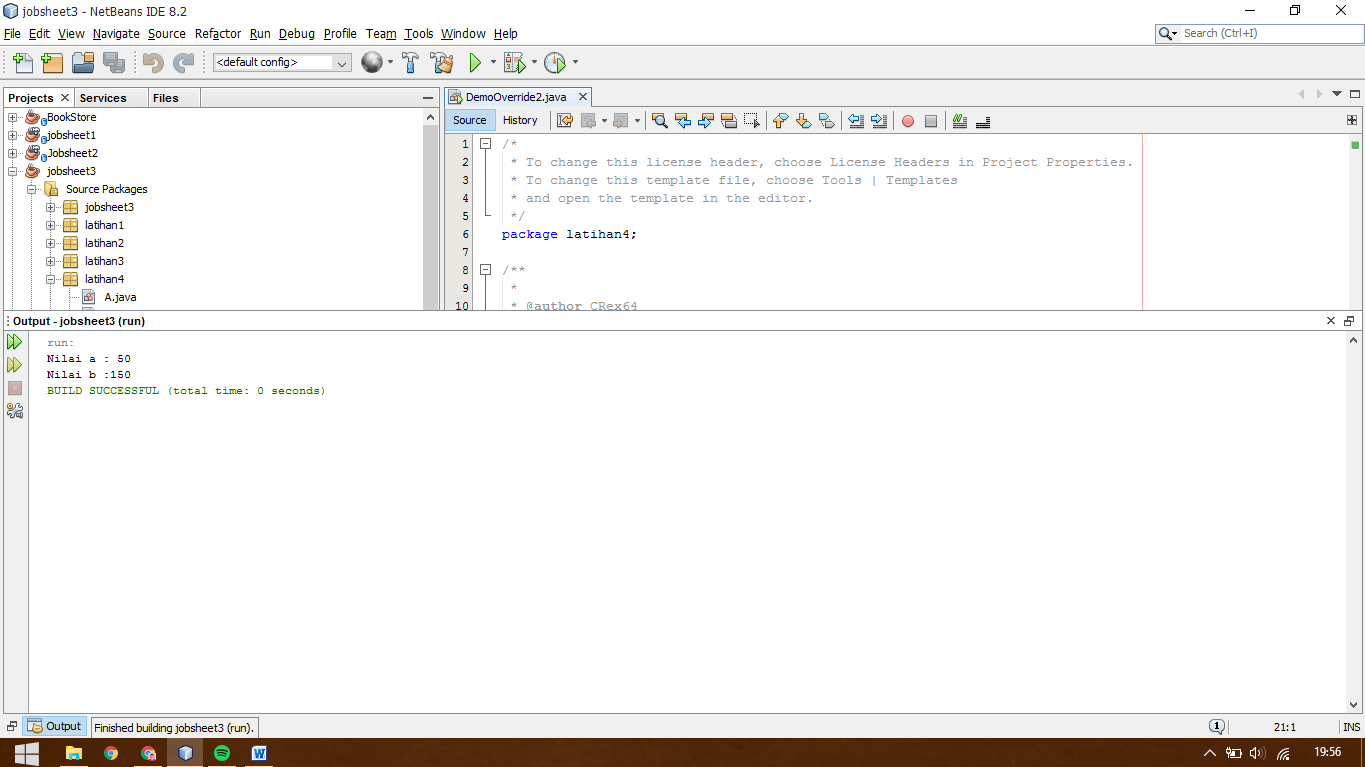 jobsheet3 - NetBeans IDE 8.2
File Edit View Navigate Source Refactor Run Debug Profile Team Tools Window Help
Search (Ctrl+I)
<default config>
Projects Services Files
BookStore
jobsheet1
Jobsheet2
jobsheet3
Source Packages
jobsheet3
latihan1
latihan2
latihan3
latihan4
A.java
DemoOverride2.java
Source History
1 /*
2 * To change this license header, choose License Headers in Project Properties.
3 * To change this template file, choose Tools | Templates
4 * and open the template in the editor.
5 */
6 package latihan4;
7
8 /**
9 *
10 * @author CRex64
Output - jobsheet3 (run)
run:
Nilai a : 50
Nilai b :150
BUILD SUCCESSFUL (total time: 0 seconds)
Output
Finished building jobsheet3 (run).
1
21:1
INS
19:56